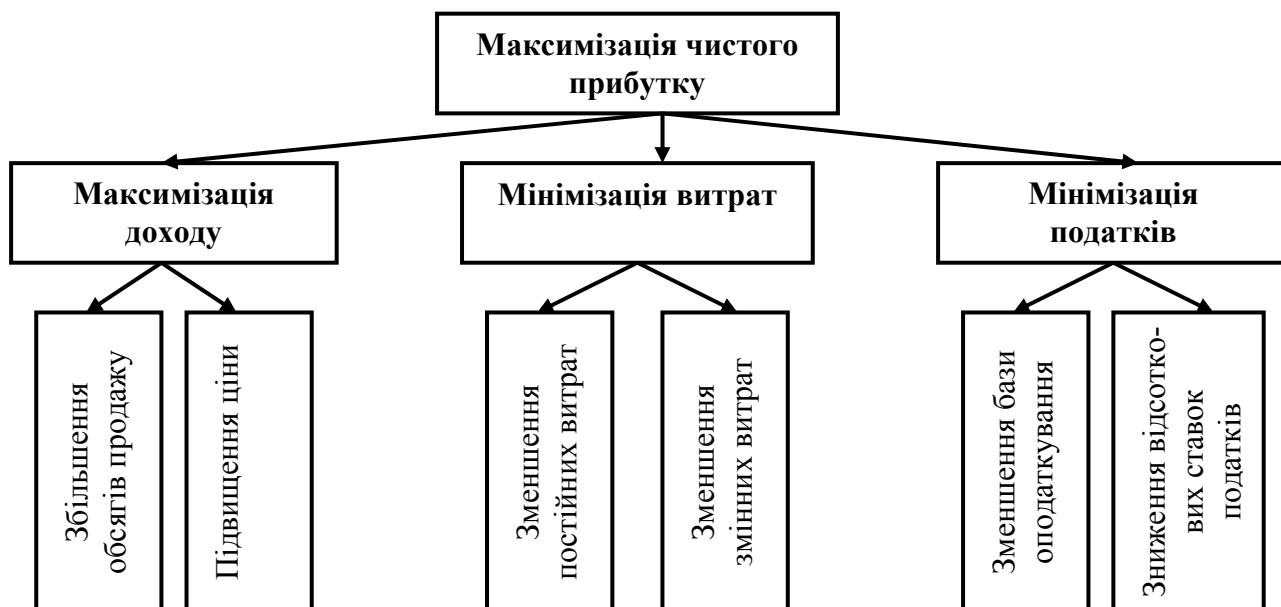 Максимізація чистого
прибутку
Максимізація
доходу
Мінімізація витрат
Мінімізація
податків
Збільшення
обсягів продажу
Підвищення ціни
Зменшення
постійних витрат
Зменшення
змінних витрат
Зменшення бази
оподаткування
Зниження відсотко-
вих ставок
податків